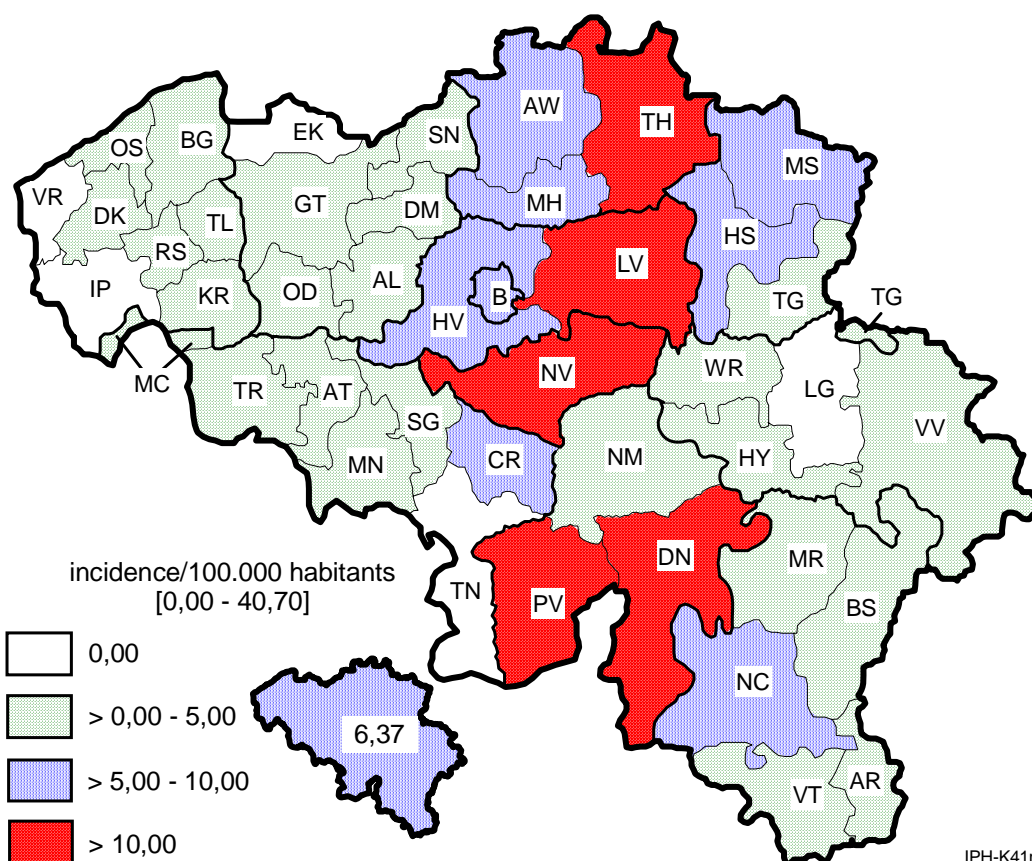 AW
TH
EK
SN
OS
BG
MS
VR
GT
DM
MH
DK
TL
HS
RS
LV
IP
KR
OD
AL
B
TG
TG
HV
MC
TR
AT
NV
WR
LG
SG
VV
MN
CR
NM
HY
DN
MR
TN
PV
BS
NC
VT
AR
incidence/100.000 habitants
[0,00 - 40,70]
0,00
> 0,00 - 5,00
> 5,00 - 10,00
> 10,00
6,37